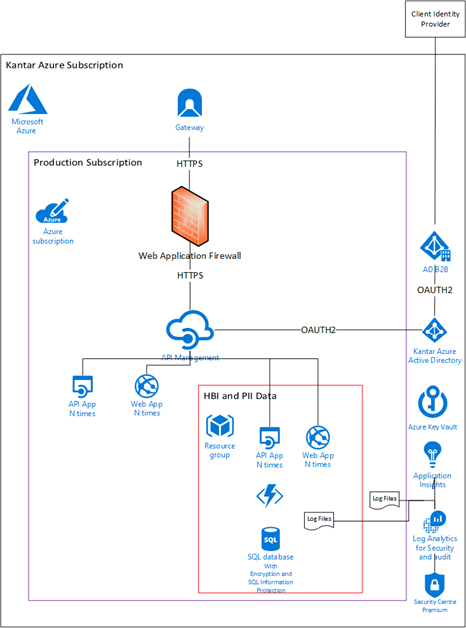 Client Identity
Provider
Kantar Azure Subscription
Microsoft
Azure
Gateway
HTTPS
Production Subscription
Azure
Azure
subscription
Web Application Firewall
HTTPS
AD B2B
OAUTH2
OAUTH2
API Management
Kantar Azure
Active Directory
API App
N times
Web App
N times
HBI and PII Data
Resource
group
API App
N times
Web App
N times
Azure Key Vault
Application
Insights
Log Files
Log Files
SQL
SQL database
With
Encryption and
SQL Information
Protection
Log Analytics
for Security
and audit
Security Centre
Premium